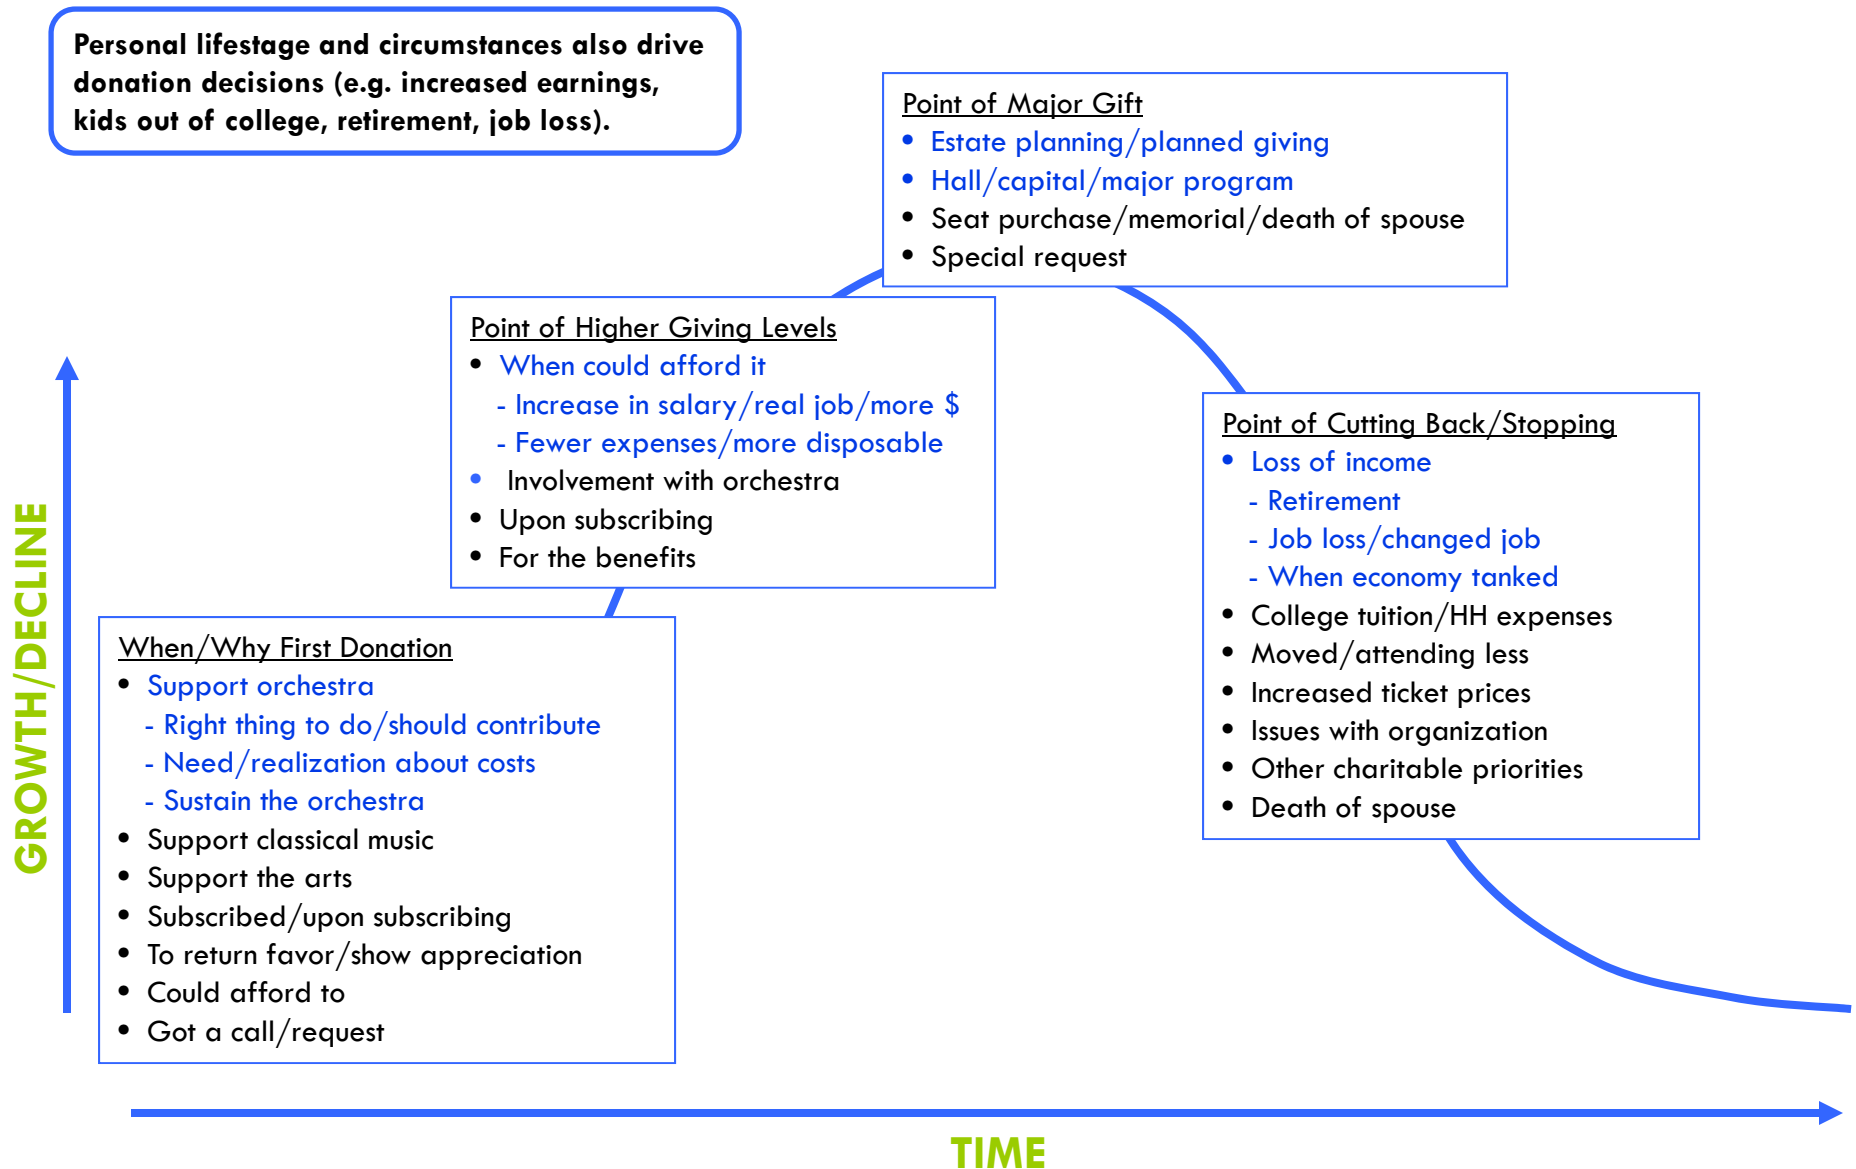 Personal lifestage and circumstances also drive
donation decisions (e.g. increased earnings,
kids out of college, retirement, job loss).
Point of Major Gift
• Estate planning/planned giving
• Hall/capital/major program
• Seat purchase/memorial/death of spouse
• Special request
Point of Higher Giving Levels
• When could afford it
- Increase in salary/real job/more $
- Fewer expenses/more disposable
• Involvement with orchestra
• Upon subscribing
• For the benefits
Point of Cutting Back/Stopping
• Loss of income
- Retirement
- Job loss/changed job
- When economy tanked
• College tuition/HH expenses
• Moved/attending less
• Increased ticket prices
• Issues with organization
• Other charitable priorities
• Death of spouse
When/Why First Donation
• Support orchestra
- Right thing to do/should contribute
- Need/realization about costs
- Sustain the orchestra
• Support classical music
• Support the arts
• Subscribed/upon subscribing
• To return favor/show appreciation
• Could afford to
• Got a call/request
GROWTH/DECLINE
TIME